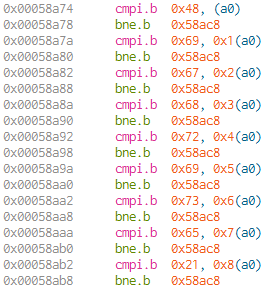 0x00058a74 cmpi.b 0x48, (a0)
0x00058a78 bne.b 0x58ac8
0x00058a7a cmpi.b 0x69, 0x1(a0)
0x00058a80 bne.b 0x58ac8
0x00058a82 cmpi.b 0x67, 0x2(a0)
0x00058a88 bne.b 0x58ac8
0x00058a8a cmpi.b 0x68, 0x3(a0)
0x00058a90 bne.b 0x58ac8
0x00058a92 cmpi.b 0x72, 0x4(a0)
0x00058a98 bne.b 0x58ac8
0x00058a9a cmpi.b 0x69, 0x5(a0)
0x00058aa0 bne.b 0x58ac8
0x00058aa2 cmpi.b 0x73, 0x6(a0)
0x00058aa8 bne.b 0x58ac8
0x00058aaa cmpi.b 0x65, 0x7(a0)
0x00058ab0 bne.b 0x58ac8
0x00058ab2 cmpi.b 0x21, 0x8(a0)
0x00058ab8 bne.b 0x58ac8